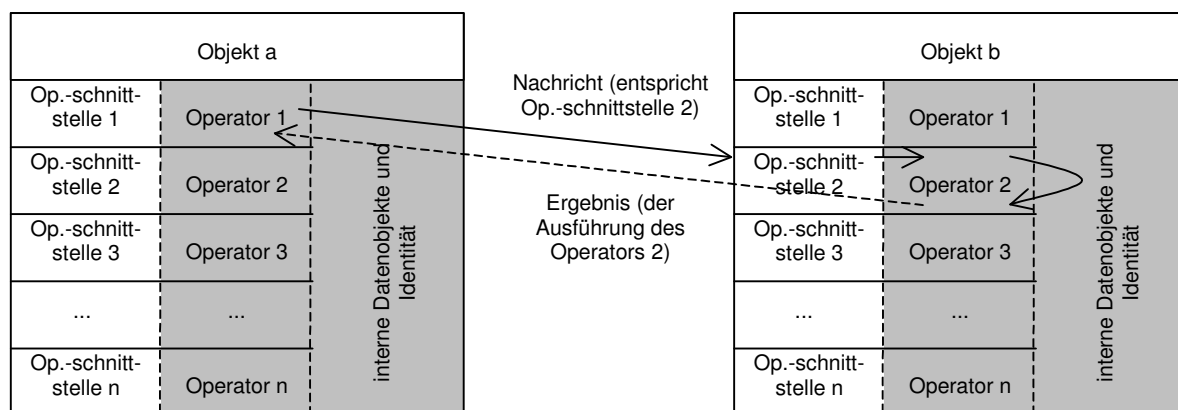 Objekt a
Op.-schnitt-
stelle 1
Operator 1
Op.-schnitt-
stelle 2
Operator 2
Op.-schnitt-
stelle 3
Operator 3
...
...
Op.-schnitt-
stelle n
Operator n
interne Datenobjekte und
Identität
Nachricht (entspricht
Op.-schnittstelle 2)
Ergebnis (der
Ausführung des
Operators 2)
Objekt b
Op.-schnitt-
stelle 1
Operator 1
Op.-schnitt-
stelle 2
Operator 2
Op.-schnitt-
stelle 3
Operator 3
...
...
Op.-schnitt-
stelle n
Operator n
interne Datenobjekte und
Identität